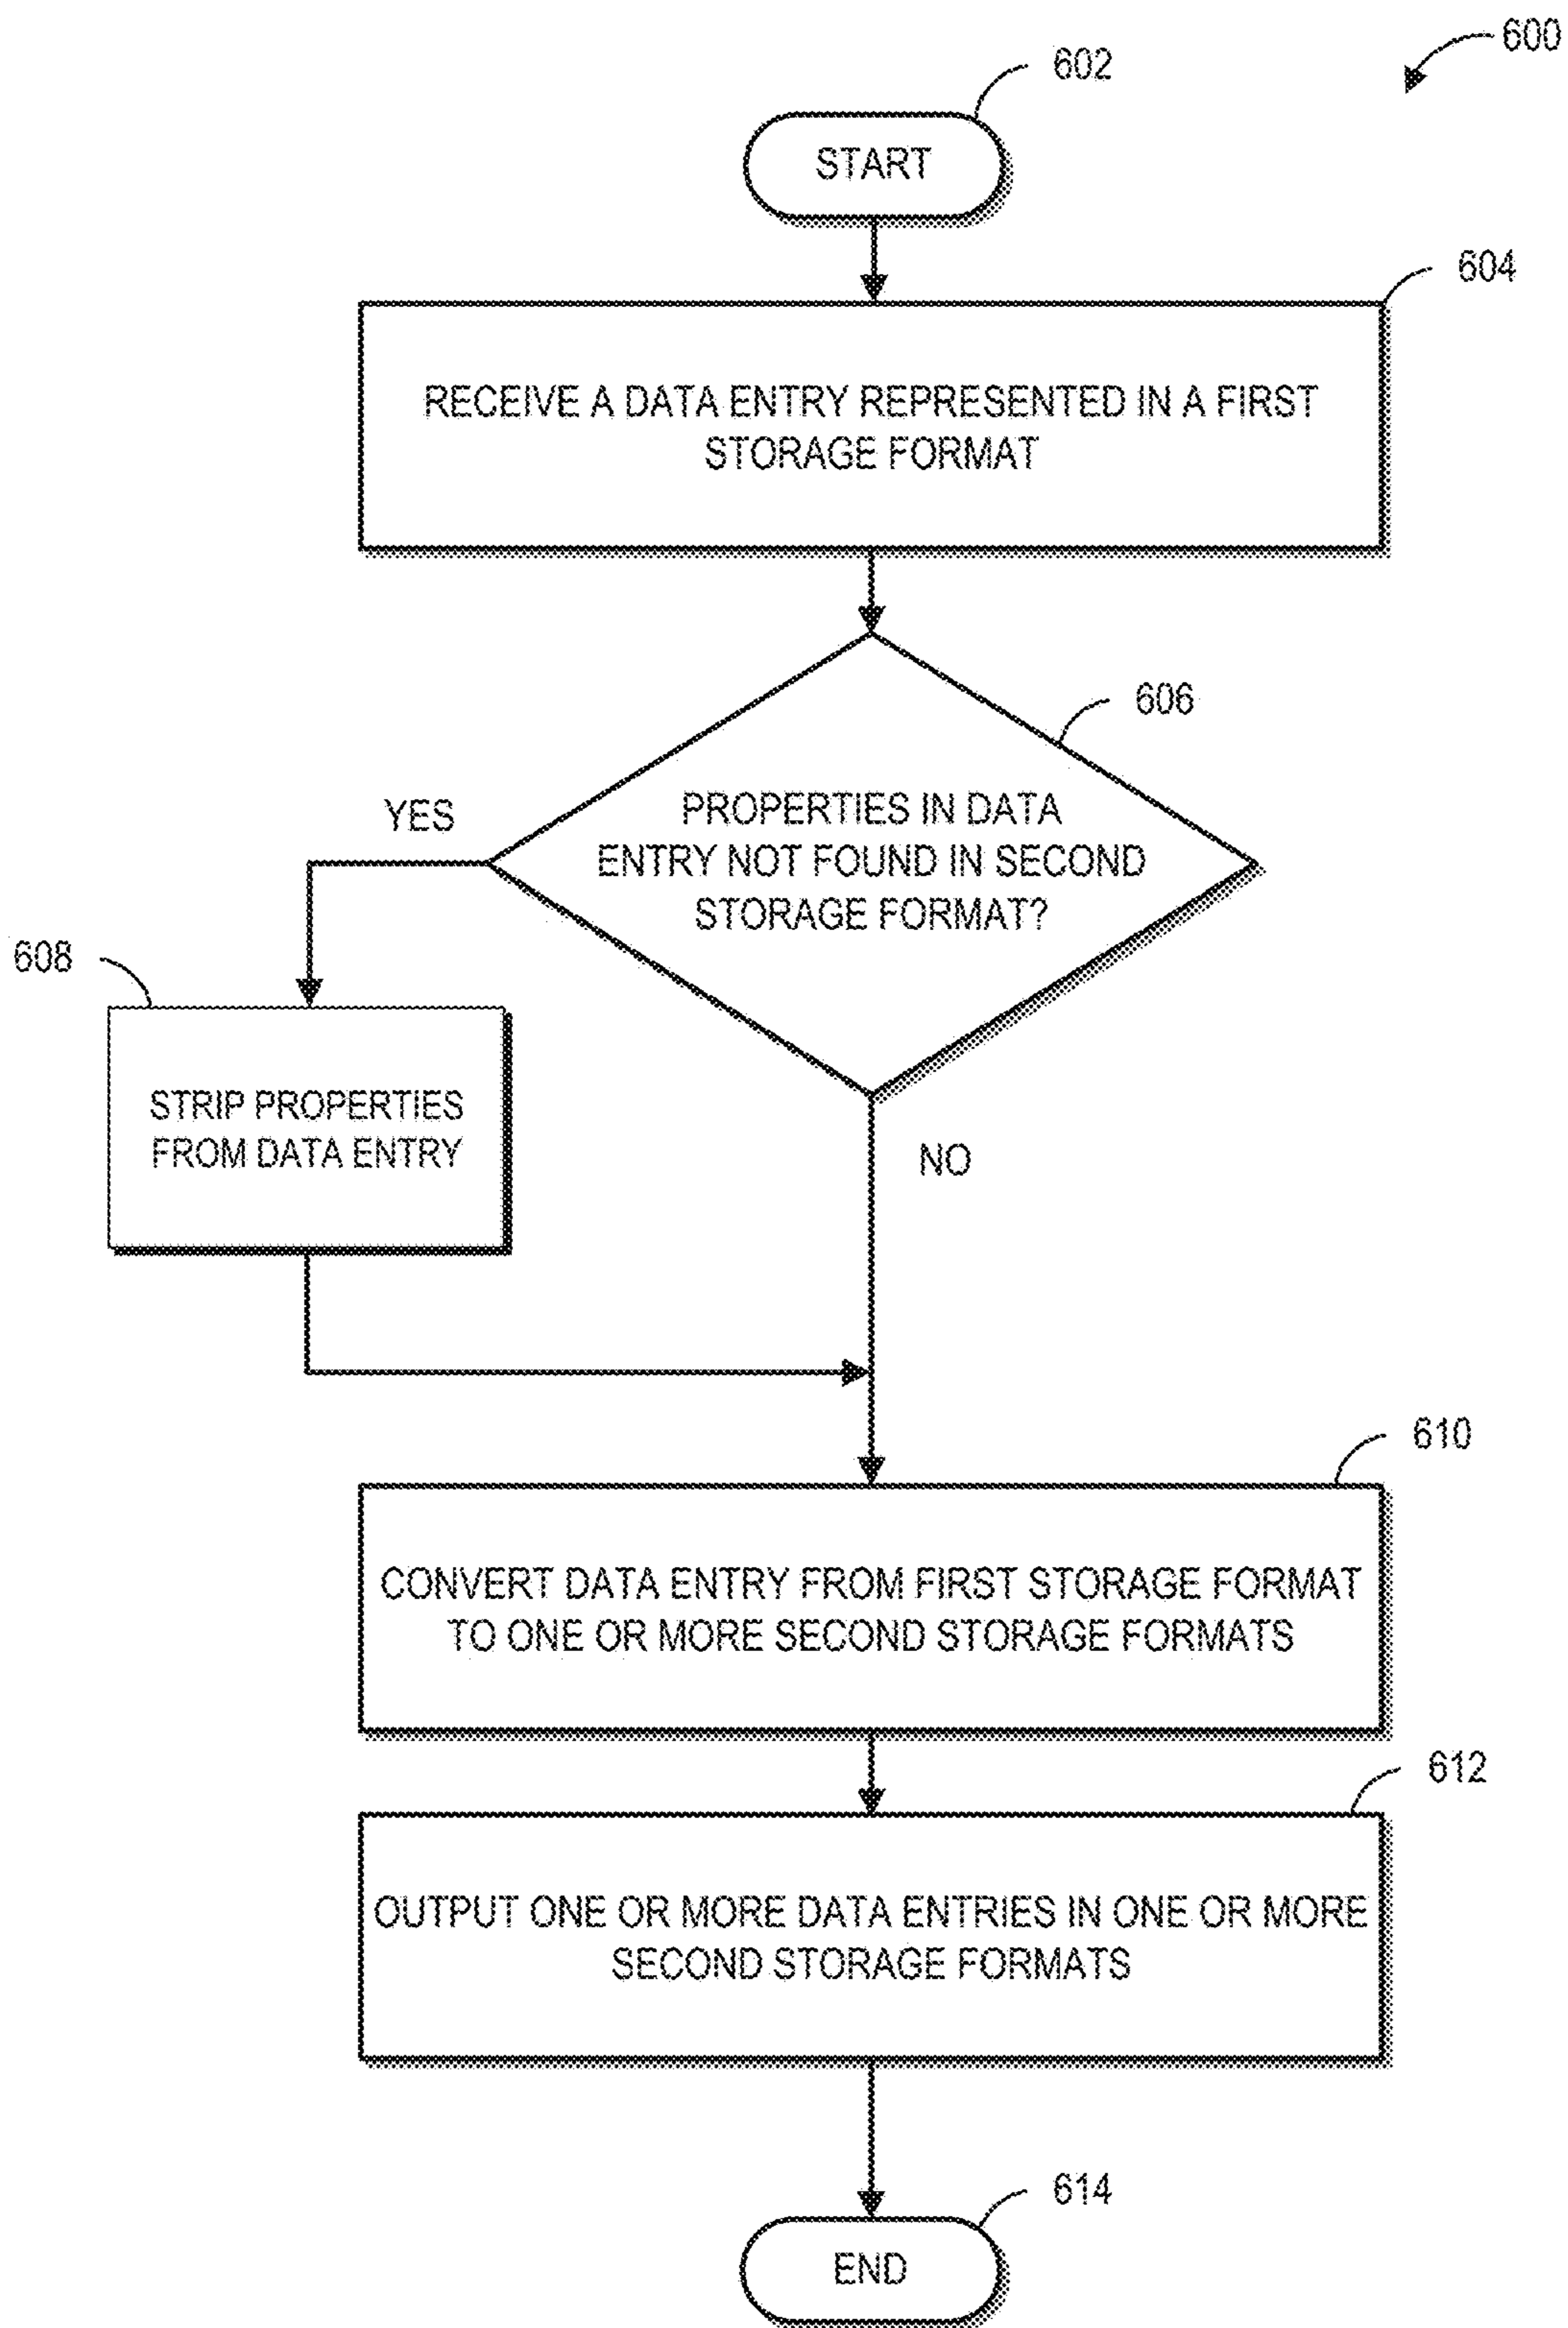 600
602
START
604
RECEIVE A DATA ENTRY REPRESENTED IN A FIRST
STORAGE FORMAT
606
PROPERTIES IN DATA
ENTRY NOT FOUND IN SECOND
STORAGE FORMAT?
YES
608
STRIP PROPERTIES
FROM DATA ENTRY
NO
610
CONVERT DATA ENTRY FROM FIRST STORAGE FORMAT
TO ONE OR MORE SECOND STORAGE FORMATS
612
OUTPUT ONE OR MORE DATA ENTRIES IN ONE OR MORE
SECOND STORAGE FORMATS
614
END